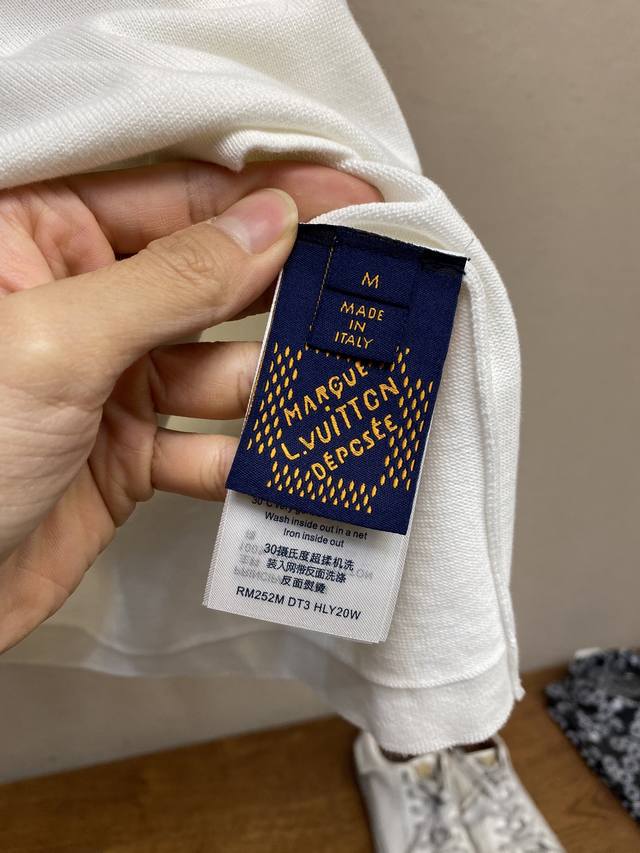 M
MADE
IN
ITALY
MARQUE
L.VUITTON
DÉPOSÉE
30°C very
Wash inside out in a net
Iron inside out
30摄氏度超揉机洗
装入网带反面洗涤
反面熨烫
RM252M DT3 HLY20W